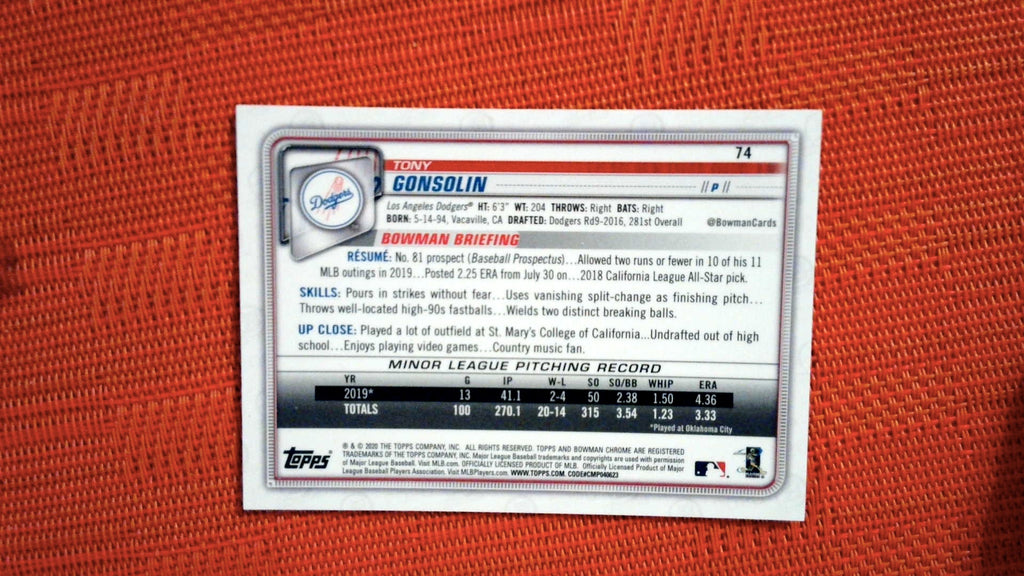 74
TONY
GONSOLIN
// P //
Dodgers
Los Angeles Dodgers® HT: 6'3" WT: 204 THROWS: Right BATS: Right
BORN: 5-14-94, Vacaville, CA DRAFTED: Dodgers Rd9-2016, 281st Overall @BowmanCards
BOWMAN BRIEFING
RÉSUMÉ: No. 81 prospect (Baseball Prospectus)...Allowed two runs or fewer in 10 of his 11
MLB outings in 2019...Posted 2.25 ERA from July 30 on...2018 California League All-Star pick.
SKILLS: Pours in strikes without fear...Uses vanishing split-change as finishing pitch...
Throws well-located high-90s fastballs...Wields two distinct breaking balls.
UP CLOSE: Played a lot of outfield at St. Mary's College of California...Undrafted out of high
school...Enjoys playing video games...Country music fan.
MINOR LEAGUE PITCHING RECORD
YR G IP W-L SO SO/BB WHIP ERA
2019* 13 41.1 2-4 50 2.38 1.50 4.36
TOTALS 100 270.1 20-14 315 3.54 1.23 3.33
*Played at Oklahoma City
Topps
® & © 2020 THE TOPPS COMPANY, INC. ALL RIGHTS RESERVED. TOPPS AND BOWMAN CHROME ARE REGISTERED
TRADEMARKS OF THE TOPPS COMPANY, INC. Major League Baseball trademarks and copyrights are used with permission
of Major League Baseball. Visit MLB.com. OFFICIALLY LICENSED PRODUCT OF MLB. Officially Licensed Product of Major
League Baseball Players Association. Visit MLBPlayers.com. WWW.TOPPS.COM. CODE#CMP040623